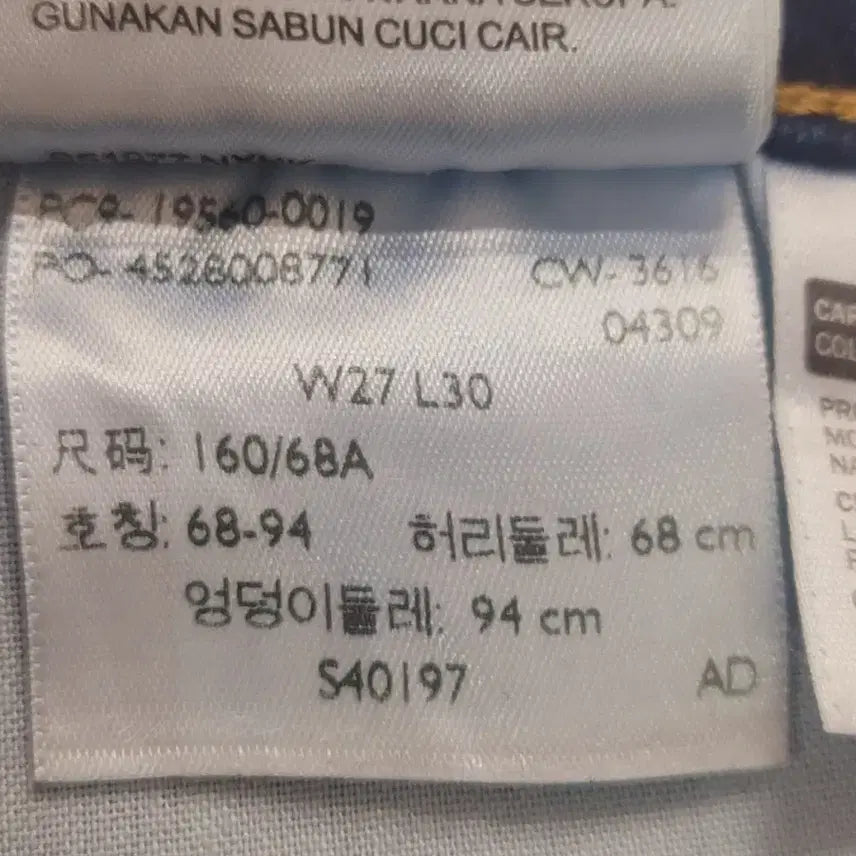 GUNAKAN SABUN CUCI CAIR.
PC9- 19560-0019
PO- 4528008771 CW- 3616
04309
W27 L30
尺码: 160/68A
호칭: 68-94 허리둘레: 68 cm
엉덩이둘레: 94 cm
S40197 AD